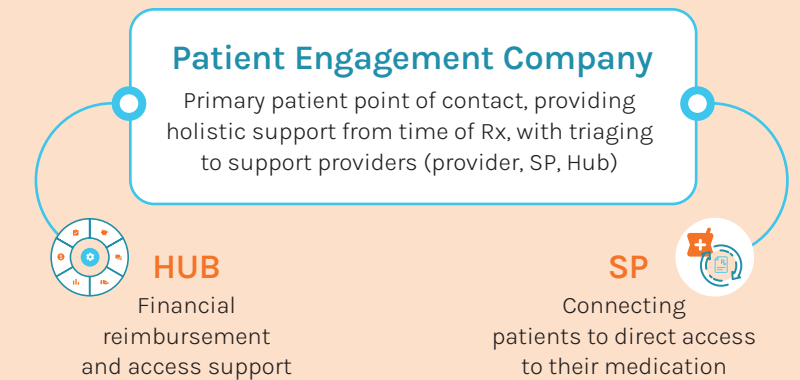 Patient Engagement Company
Primary patient point of contact, providing
holistic support from time of Rx, with triaging
to support providers (provider, SP, Hub)
HUB
Financial
reimbursement
and access support
SP
Connecting
patients to direct access
to their medication